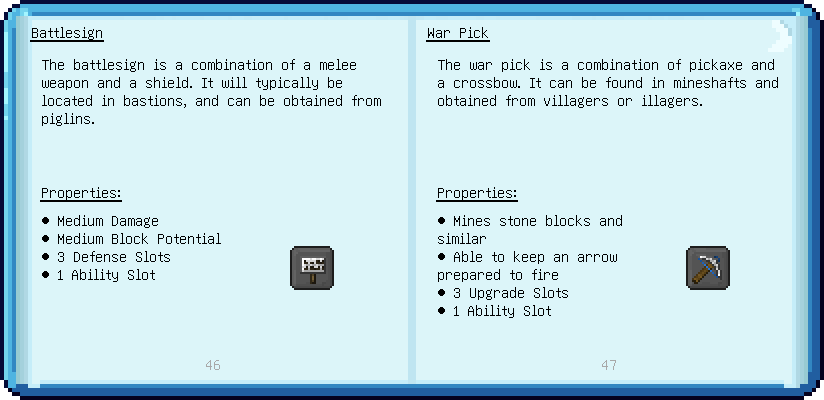 Battlesign
The battlesign is a combination of a melee
weapon and a shield. It will typically be
located in bastions, and can be obtained from
piglins.
Properties:
● Medium Damage
● Medium Block Potential
● 3 Defense Slots
● 1 Ability Slot
46
War Pick
The war pick is a combination of pickaxe and
a crossbow. It can be found in mineshafts and
obtained from villagers or illagers.
Properties:
● Mines stone blocks and
similar
● Able to keep an arrow
prepared to fire
● 3 Upgrade Slots
● 1 Ability Slot
47